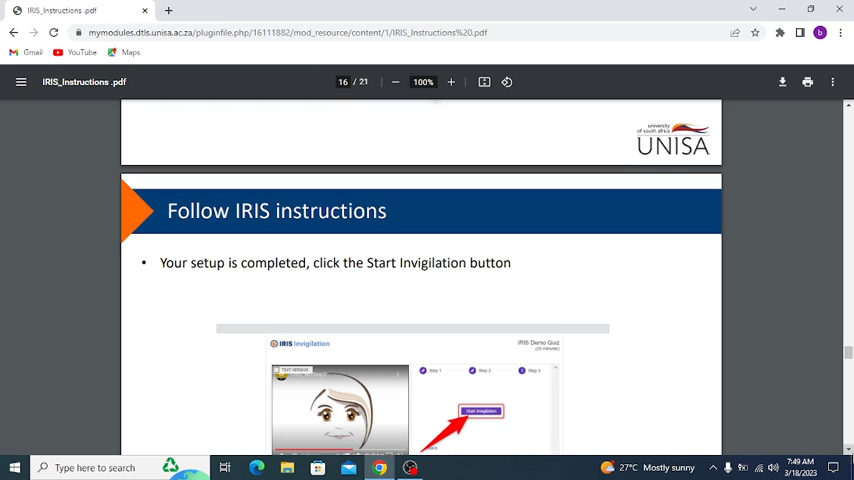 IRIS_Instructions .pdf
mymodules.dtls.unisa.ac.za/pluginfile.php/16111882/mod_resource/content/1/IRIS_Instructions%20.pdf
b
Gmail YouTube Maps
IRIS_Instructions .pdf
16 / 21
100%
university
of south africa
UNISA
Follow IRIS instructions
• Your setup is completed, click the Start Invigilation button
IRIS Invigilation
IRIS Demo Quiz
TEXT VERSION
Step 1 Step 2 Step 3
Start Invigilation
Type here to search
27°C Mostly sunny
7:49 AM
3/18/2023